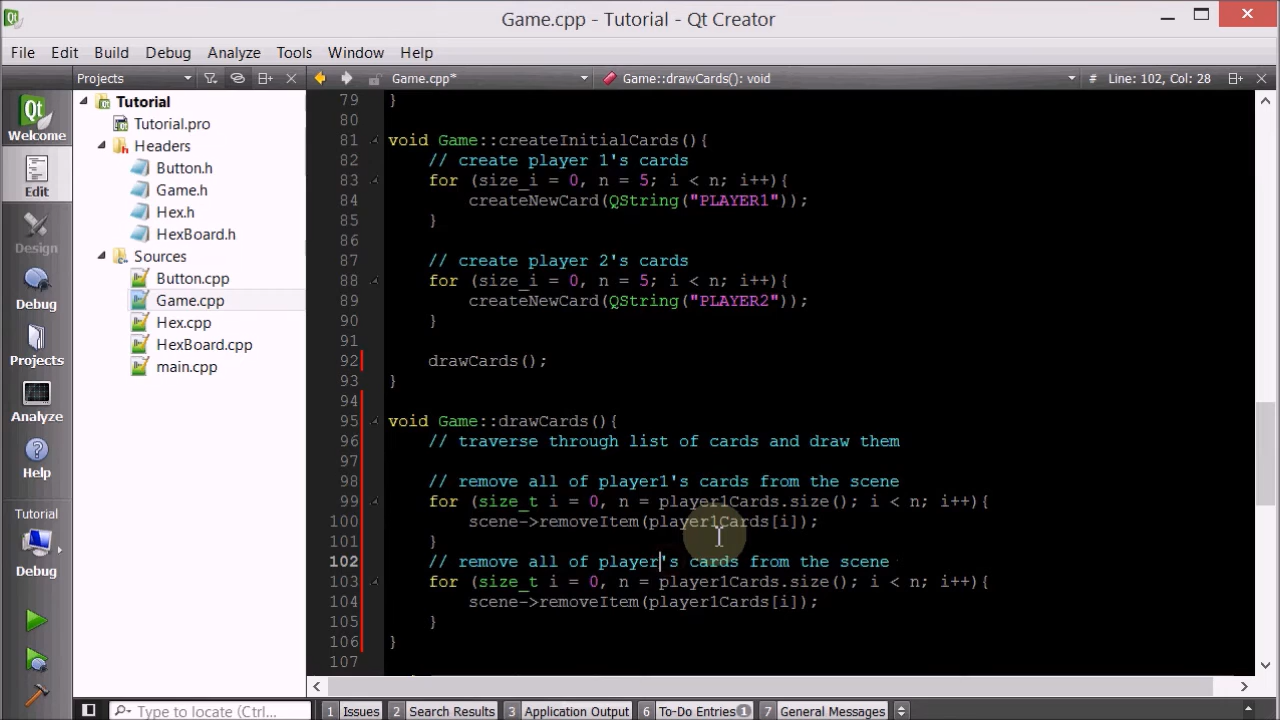 Game.cpp - Tutorial - Qt Creator
File Edit Build Debug Analyze Tools Window Help
Projects
Game.cpp*
Game::drawCards(): void
# Line: 102, Col: 28
Welcome
Edit
Design
Debug
Projects
Analyze
Help
Tutorial
Debug
Tutorial
Tutorial.pro
Headers
Button.h
Game.h
Hex.h
HexBoard.h
Sources
Button.cpp
Game.cpp
Hex.cpp
HexBoard.cpp
main.cpp
79 }
80
81 void Game::createInitialCards(){
82 // create player 1's cards
83 for (size_i = 0, n = 5; i < n; i++){
84 createNewCard(QString("PLAYER1"));
85 }
86
87 // create player 2's cards
88 for (size_i = 0, n = 5; i < n; i++){
89 createNewCard(QString("PLAYER2"));
90 }
91
92 drawCards();
93 }
94
95 void Game::drawCards(){
96 // traverse through list of cards and draw them
97
98 // remove all of player1's cards from the scene
99 for (size_t i = 0, n = player1Cards.size(); i < n; i++){
100 scene->removeItem(player1Cards[i]);
101 }
102 // remove all of player's cards from the scene
103 for (size_t i = 0, n = player1Cards.size(); i < n; i++){
104 scene->removeItem(player1Cards[i]);
105 }
106 }
107
Type to locate (Ctrl...
1 Issues 2 Search Results 3 Application Output 6 To-Do Entries 1 7 General Messages